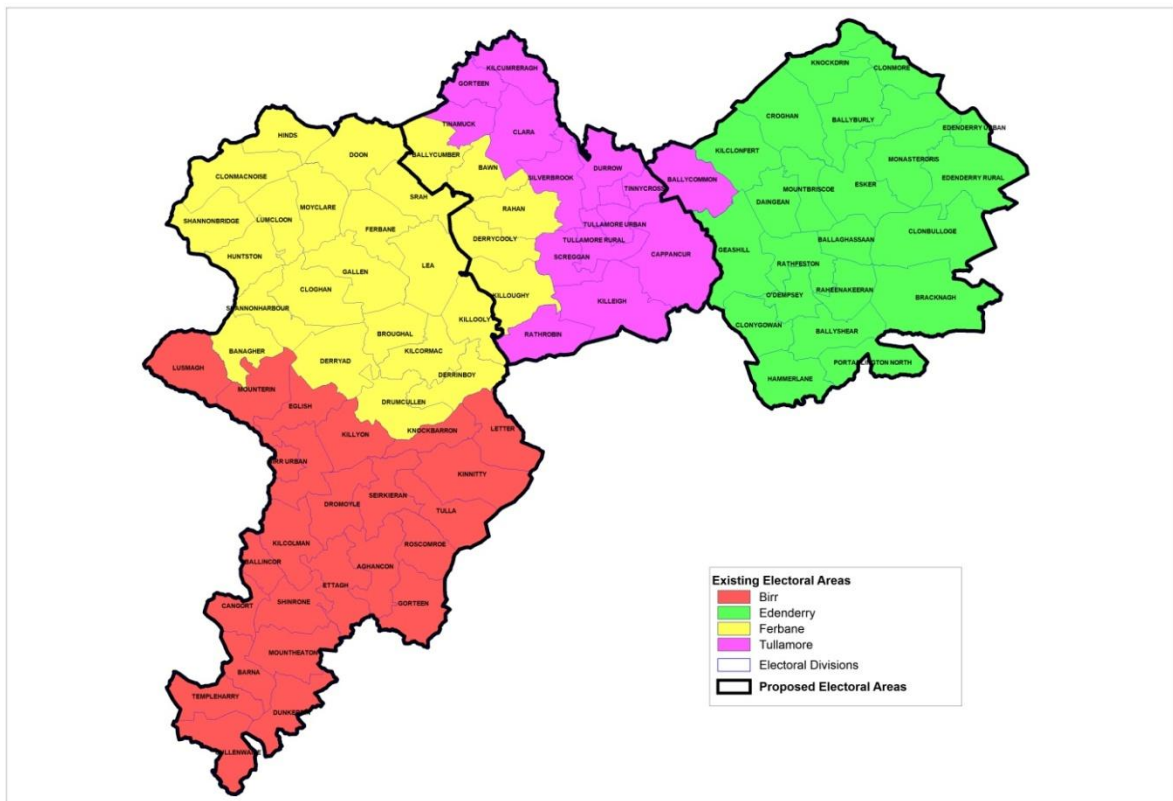 KNOCKDRIN
CLONMORE
KILCUMRERAGH
GORTEEN
CROGHAN
BALLYBURLY
TINAMUCK
CLARA
EDENDERRY URBAN
HINDS
DOON
BALLYCUMBER
KILCLONFERT
MONASTERORIS
BAWN
DURROW
SILVERBROOK
BALLYCOMMON
CLONMACNOISE
TINNYCROSS
ESKER
EDENDERRY RURAL
MOUNTBRISCOE
SRAH
DAINGEAN
MOYCLARE
RAHAN
SHANNONBRIDGE
LUMCLOON
FERBANE
TULLAMORE URBAN
CLONBULLOGE
DERRYCOOLY
TULLAMORE RURAL
BALLAGHASSAAN
GEASHILL
CAPPANCUR
HUNTSTON
SCREGGAN
RATHFESTON
LEA
GALLEN
CLOGHAN
RAHEENAKEERAN
O'DEMPSEY
BRACKNAGH
KILLOUGHY
KILLEIGH
SHANNONHARBOUR
KILLOOLY
CLONYGOWAN
BALLYSHEAR
BROUGHAL
RATHROBIN
BANAGHER
KILCORMAC
DERRYAD
PORTARLINGTON NORTH
LUSMAGH
DERRINBOY
HAMMERLANE
MOUNTERIN
DRUMCULLEN
EGLISH
LETTER
KNOCKBARRON
KILLYON
RR URBAN
KINNITTY
SEIRKIERAN
DROMOYLE
TULLA
KILCOLMAN
ROSCOMROE
BALLINCOR
AGHANCON
ETTAGH
CANGORT
SHINRONE
GORTEEN
MOUNTHEATON
BARNA
TEMPLEHARRY
Existing Electoral Areas
Birr
Edenderry
Ferbane
Tullamore
Electoral Divisions
Proposed Electoral Areas